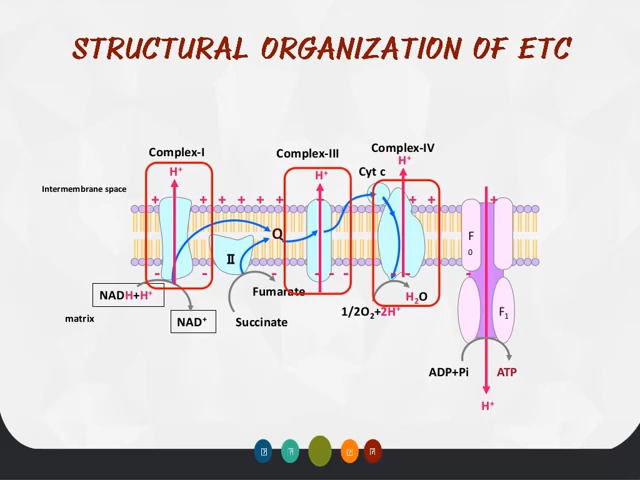 STRUCTURAL ORGANIZATION OF ETC
Complex-I
Complex-III
Complex-IV
H⁺
H⁺
H⁺
Cyt c
Intermembrane space
+ + + + + + + + + +
Q
II
F
0
- - - - - - -
NADH+H⁺
Fumarate
H₂O
1/2O₂+2H⁺
F₁
matrix
NAD⁺
Succinate
ADP+Pi
ATP
H⁺